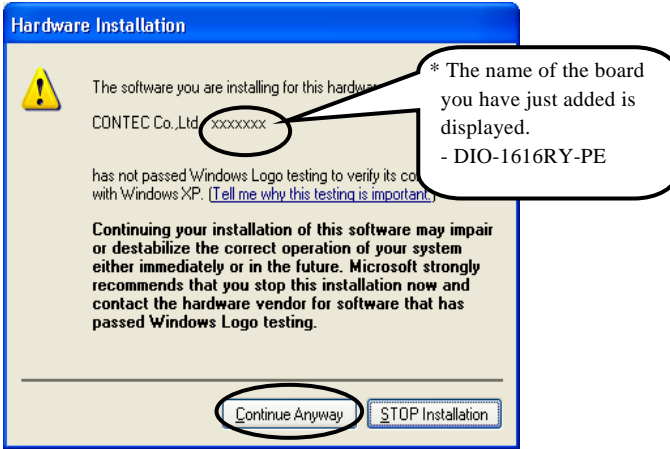 Hardware Installation
* The name of the board
you have just added is
displayed.
- DIO-1616RY-PE
The software you are installing for this hardwar
CONTEC Co.,Ltd. xxxxxxx
has not passed Windows Logo testing to verify its co
with Windows XP. (Tell me why this testing is important.)
Continuing your installation of this software may impair
or destabilize the correct operation of your system
either immediately or in the future. Microsoft strongly
recommends that you stop this installation now and
contact the hardware vendor for software that has
passed Windows Logo testing.
Continue Anyway
STOP Installation